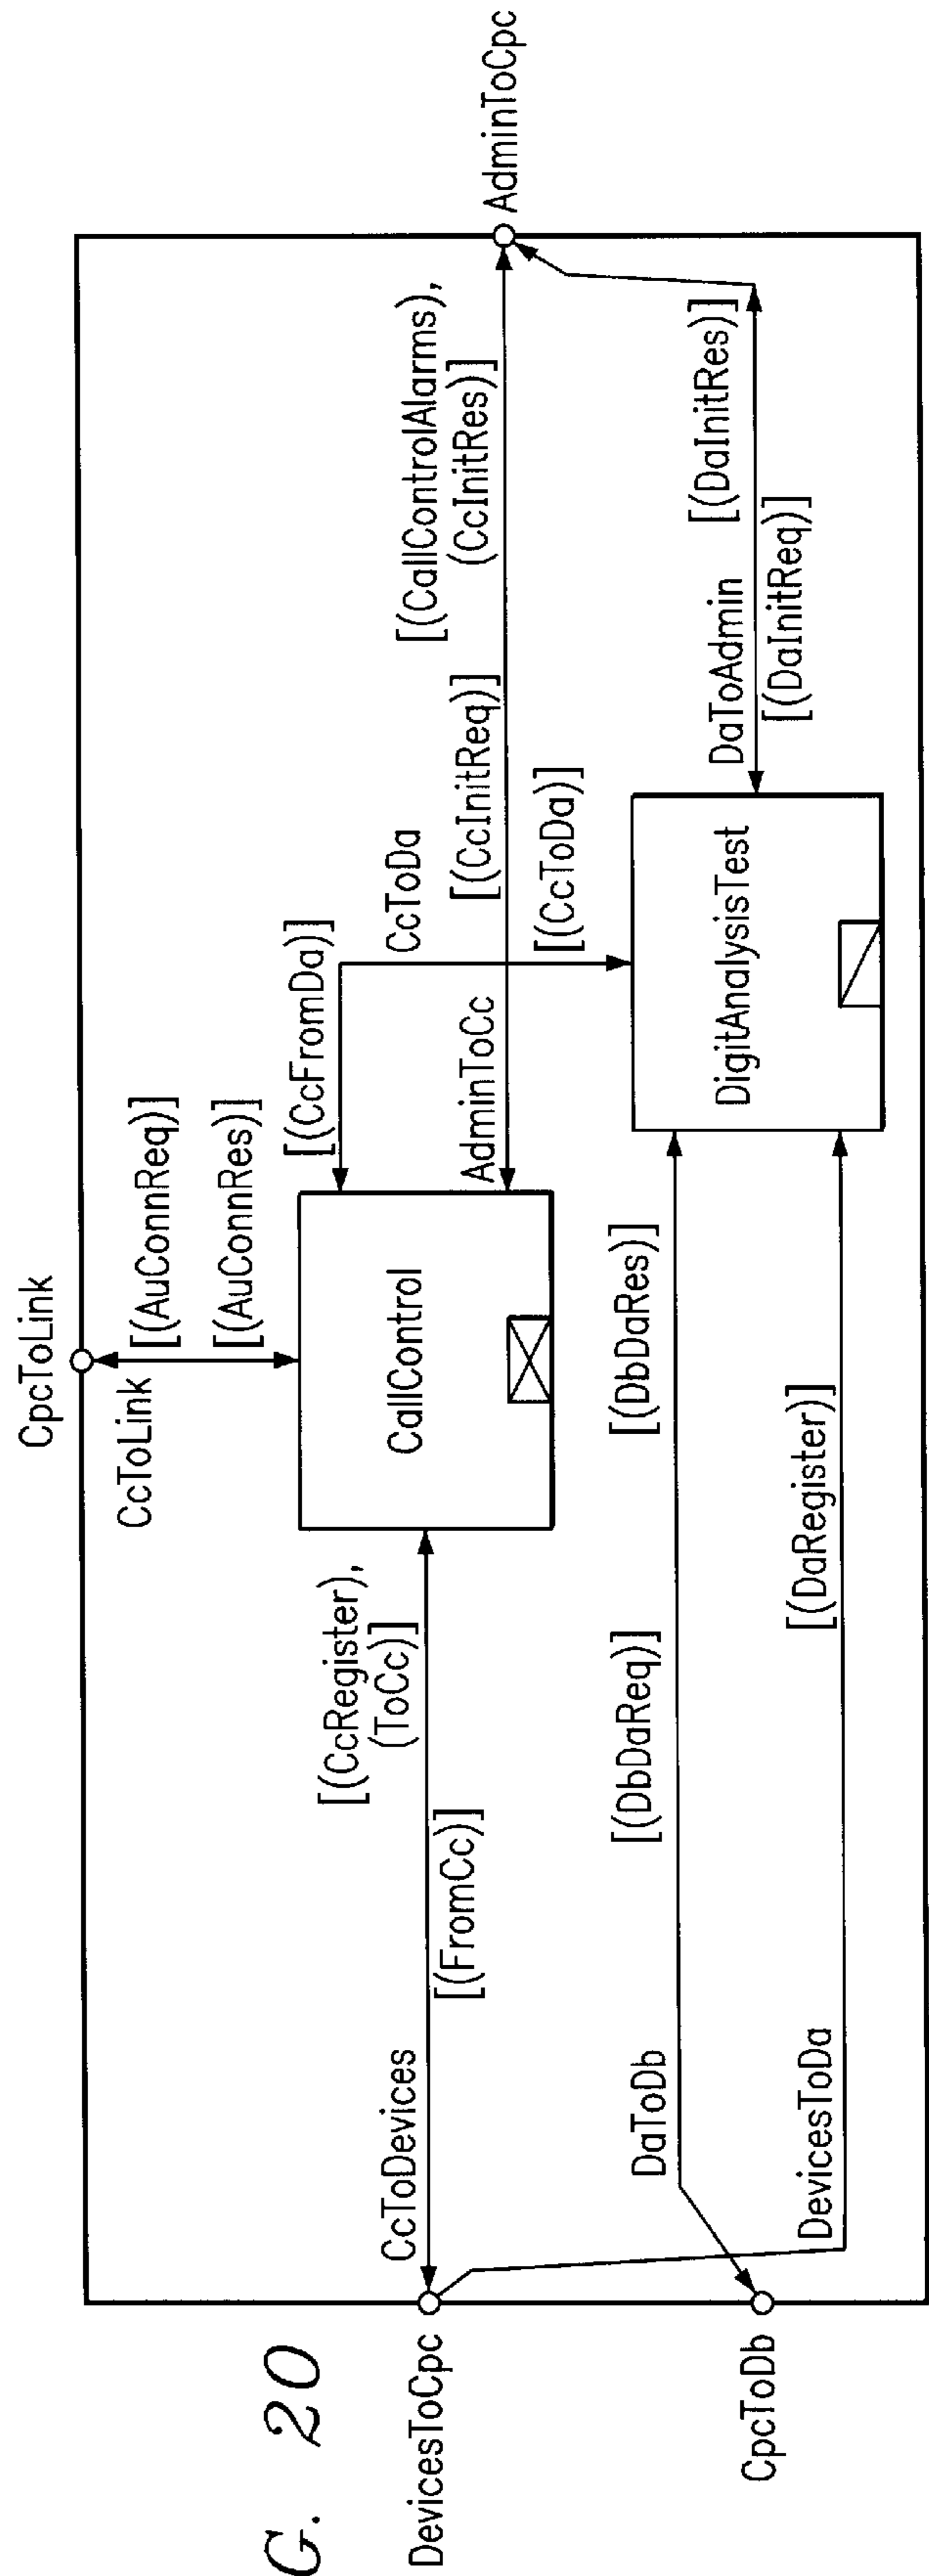 G. 20
CpcToLink
CcToLink
[(AuConnReq)]
[(AuConnRes)]
DevicesToCpc
CcToDevices
[(FromCc)]
[(CcRegister),
(ToCc)]
CallControl
[(CcFromDa)]
CcToDa
[(CcToDa)]
AdminToCc
[(CcInitReq)]
[(CallControlAlarms),
(CcInitRes)]
AdminToCpc
CpcToDb
DaToDb
[(DbDaReq)]
[(DbDaRes)]
DevicesToDa
[(DaRegister)]
DigitAnalysisTest
DaToAdmin
[(DaInitReq)]
[(DaInitRes)]